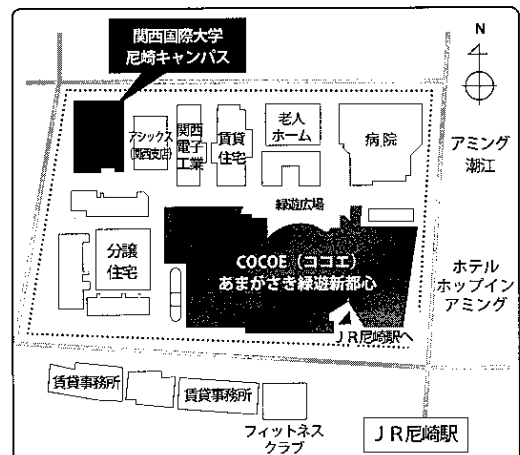 関西国際大学
尼崎キャンパス
N
アシックス
(関西支店)
関西
電子
工業
賃貸
住宅
老人
ホーム
病院
アミング
潮江
緑遊広場
分譲
住宅
COCOE（ココエ）
あまがさき緑遊新都心
ホテル
ホップイン
アミング
ＪＲ尼崎駅へ
賃貸事務所
賃貸事務所
フィットネス
クラブ
ＪＲ尼崎駅